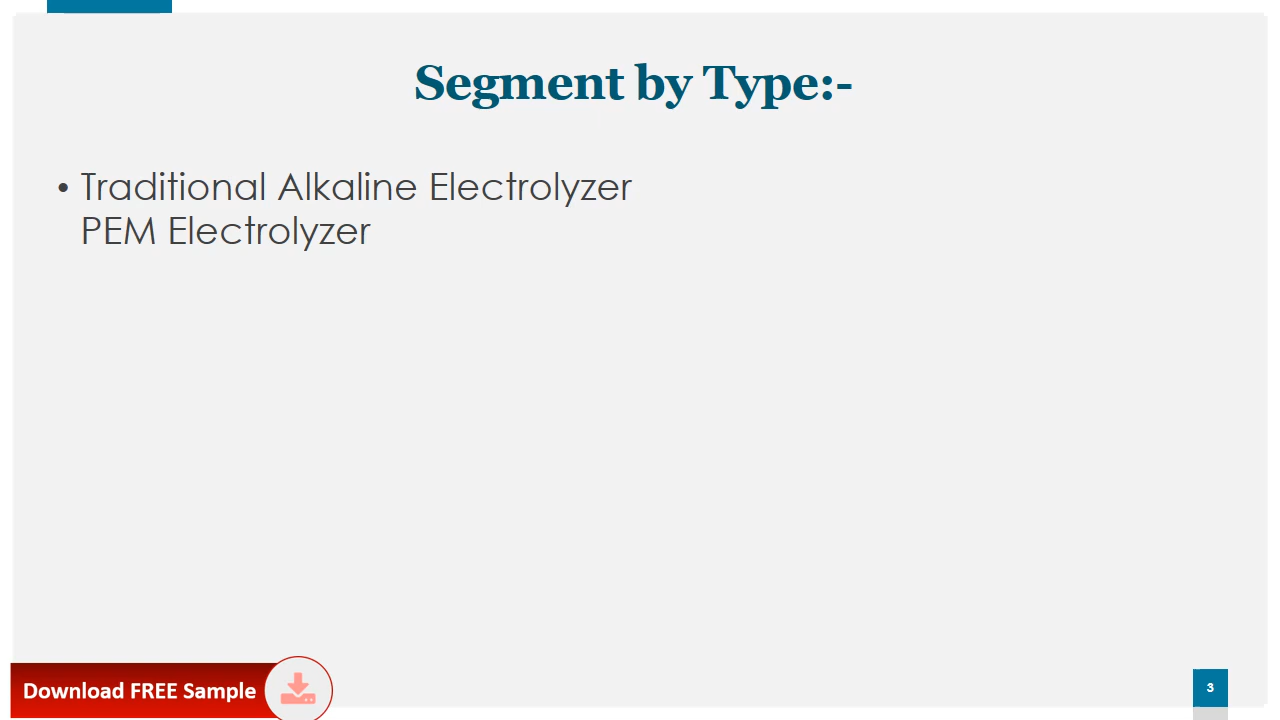 Segment by Type:-
• Traditional Alkaline Electrolyzer
PEM Electrolyzer
Download FREE Sample
3